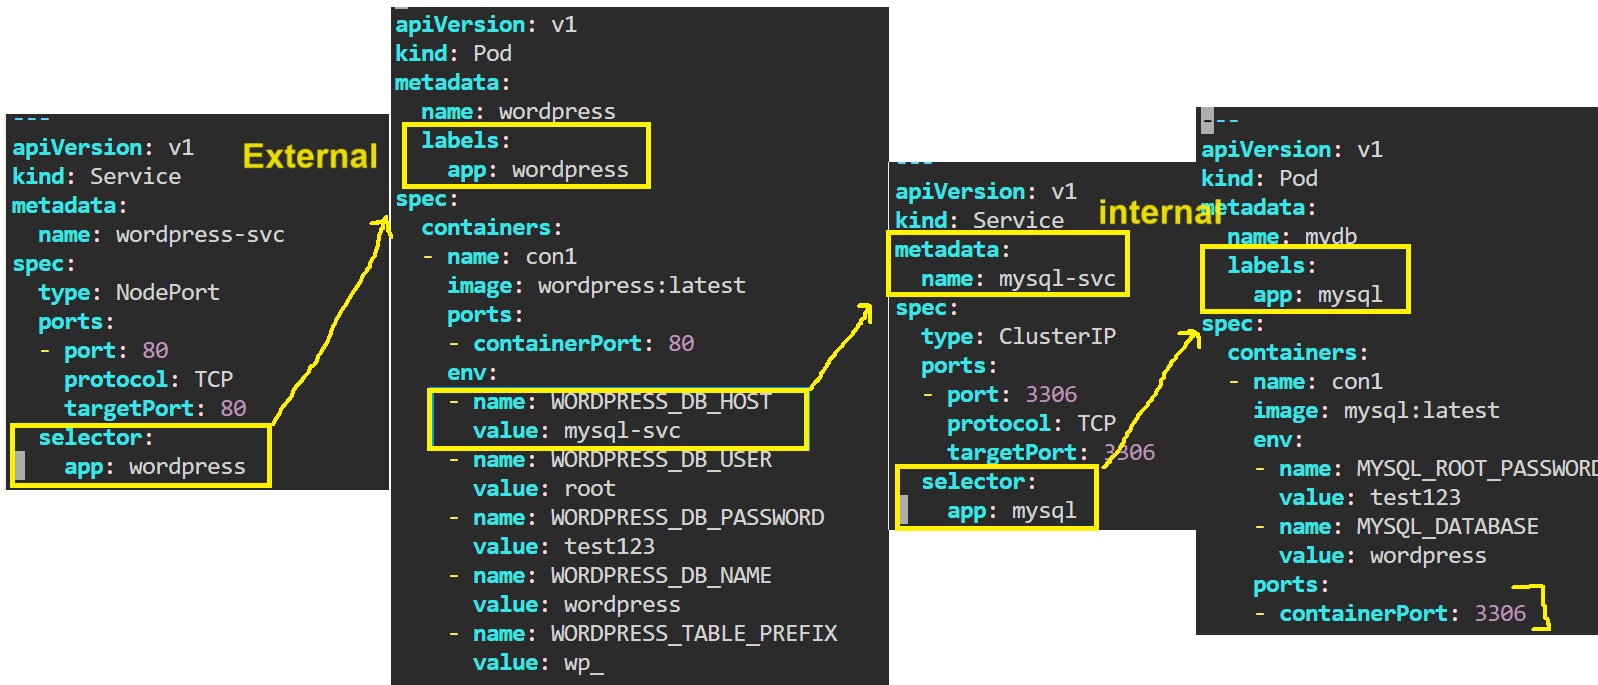 ---
apiVersion: v1
kind: Service
metadata:
  name: wordpress-svc
spec:
  type: NodePort
  ports:
  - port: 80
    protocol: TCP
    targetPort: 80
  selector:
    app: wordpress
External
apiVersion: v1
kind: Pod
metadata:
  name: wordpress
  labels:
    app: wordpress
spec:
  containers:
  - name: con1
    image: wordpress:latest
    ports:
    - containerPort: 80
    env:
    - name: WORDPRESS_DB_HOST
      value: mysql-svc
    - name: WORDPRESS_DB_USER
      value: root
    - name: WORDPRESS_DB_PASSWORD
      value: test123
    - name: WORDPRESS_DB_NAME
      value: wordpress
    - name: WORDPRESS_TABLE_PREFIX
      value: wp_
---
apiVersion: v1
kind: Service
metadata:
  name: mysql-svc
spec:
  type: ClusterIP
  ports:
  - port: 3306
    protocol: TCP
    targetPort: 3306
  selector:
    app: mysql
internal
---
apiVersion: v1
kind: Pod
metadata:
  name: mydb
  labels:
    app: mysql
spec:
  containers:
  - name: con1
    image: mysql:latest
    env:
    - name: MYSQL_ROOT_PASSWORD
      value: test123
    - name: MYSQL_DATABASE
      value: wordpress
    ports:
    - containerPort: 3306